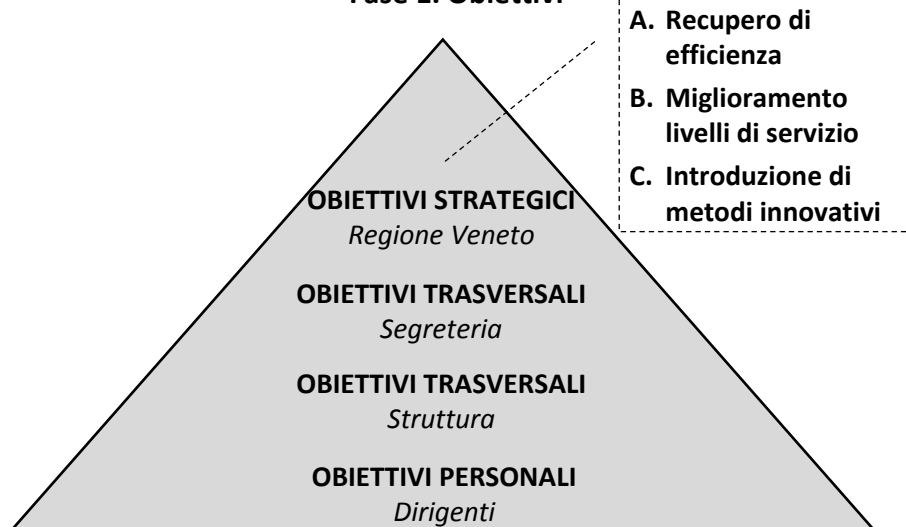 A. Recupero di
efficienza
B. Miglioramento
livelli di servizio
C. Introduzione di
metodi innovativi
OBIETTIVI STRATEGICI
Regione Veneto
OBIETTIVI TRASVERSALI
Segreteria
OBIETTIVI TRASVERSALI
Struttura
OBIETTIVI PERSONALI
Dirigenti